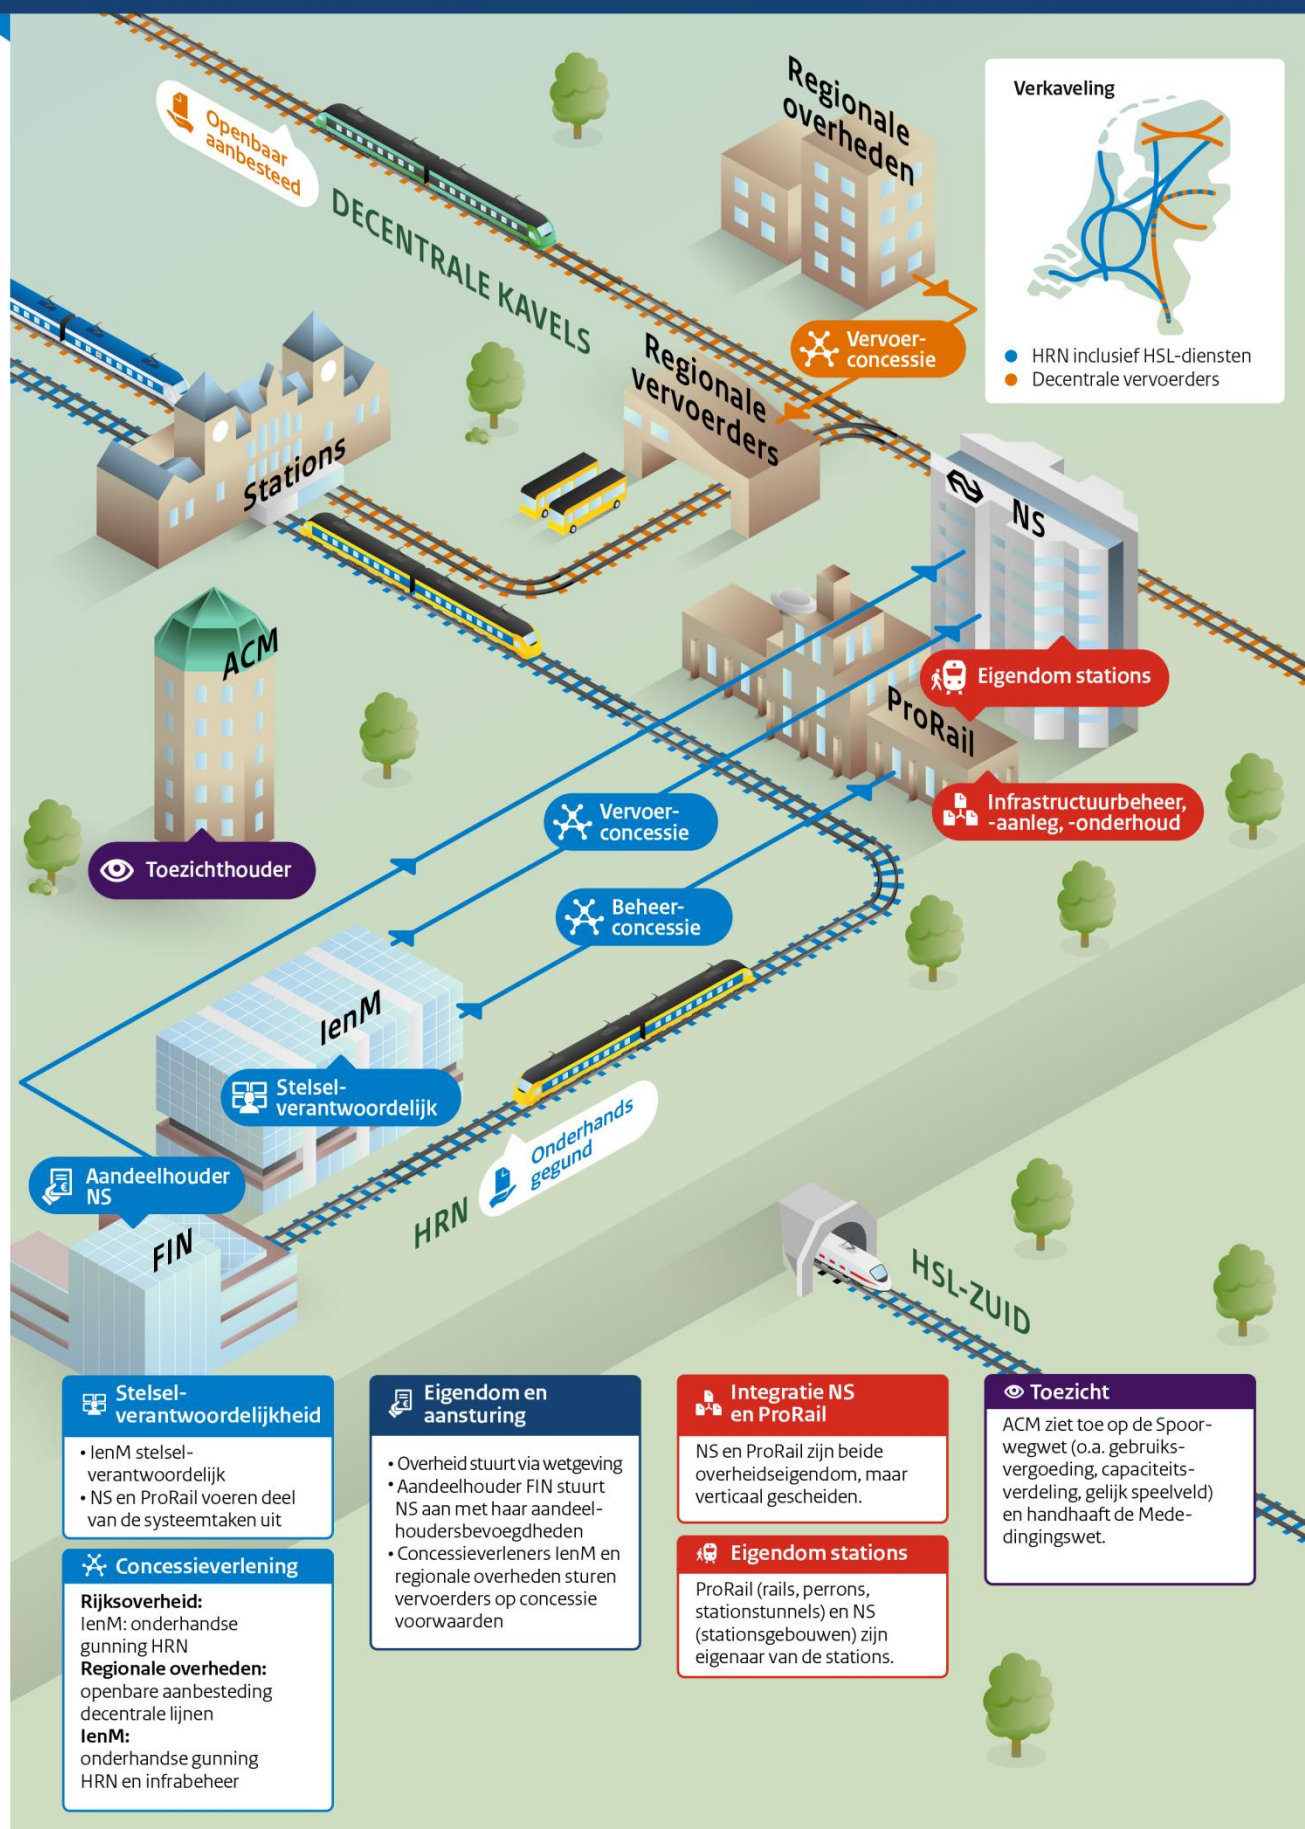 Openbaar
aanbesteed
DECENTRALE KAVELS
Regionale
overheden
Verkaveling
HRN inclusief HSL-diensten
Decentrale vervoerders
Vervoer-
concessie
Regionale
vervoerders
Stations
NS
Eigendom stations
ProRail
Infrastructuurbeheer,
-aanleg, -onderhoud
ACM
Toezichthouder
Vervoer-
concessie
Beheer-
concessie
IenM
Stelsel-
verantwoordelijk
Onderhands
gegund
HRN
Aandeelhouder
NS
FIN
HSL-ZUID
Stelsel-
verantwoordelijkheid
• IenM stelsel-
verantwoordelijk
• NS en ProRail voeren deel
van de systeemtaken uit
Concessieverlening
Rijksoverheid:
IenM: onderhandse
gunning HRN
Regionale overheden:
openbare aanbesteding
decentrale lijnen
IenM:
onderhandse gunning
HRN en infrabeheer
Eigendom en
aansturing
• Overheid stuurt via wetgeving
• Aandeelhouder FIN stuurt
NS aan met haar aandeel-
houdersbevoegdheden
• Concessieverleners IenM en
regionale overheden sturen
vervoerders op concessie
voorwaarden
Integratie NS
en ProRail
NS en ProRail zijn beide
overheidseigendom, maar
verticaal gescheiden.
Eigendom stations
ProRail (rails, perrons,
stationstunnels) en NS
(stationsgebouwen) zijn
eigenaar van de stations.
Toezicht
ACM ziet toe op de Spoor-
wegwet (o.a. gebruiks-
vergoeding, capaciteits-
verdeling, gelijk speelveld)
en handhaaft de Mede-
dingingswet.